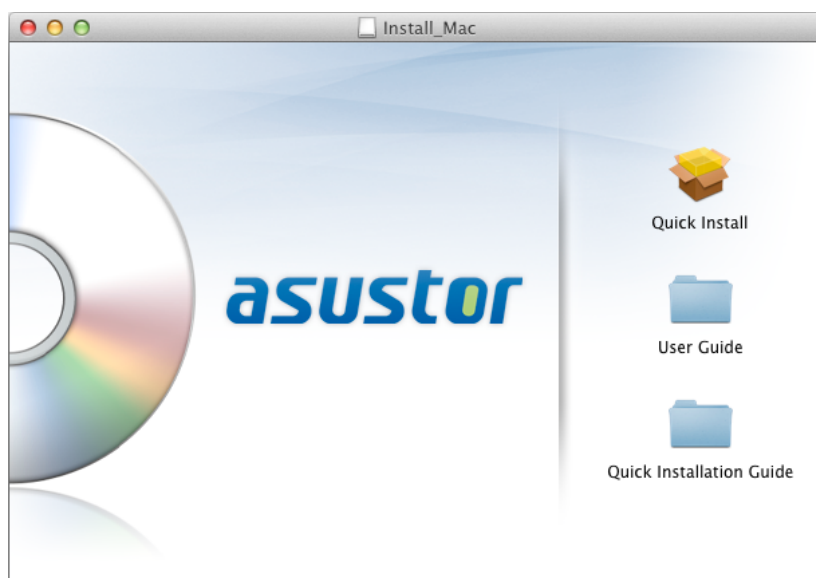 Install_Mac
asustor
Quick Install
User Guide
Quick Installation Guide